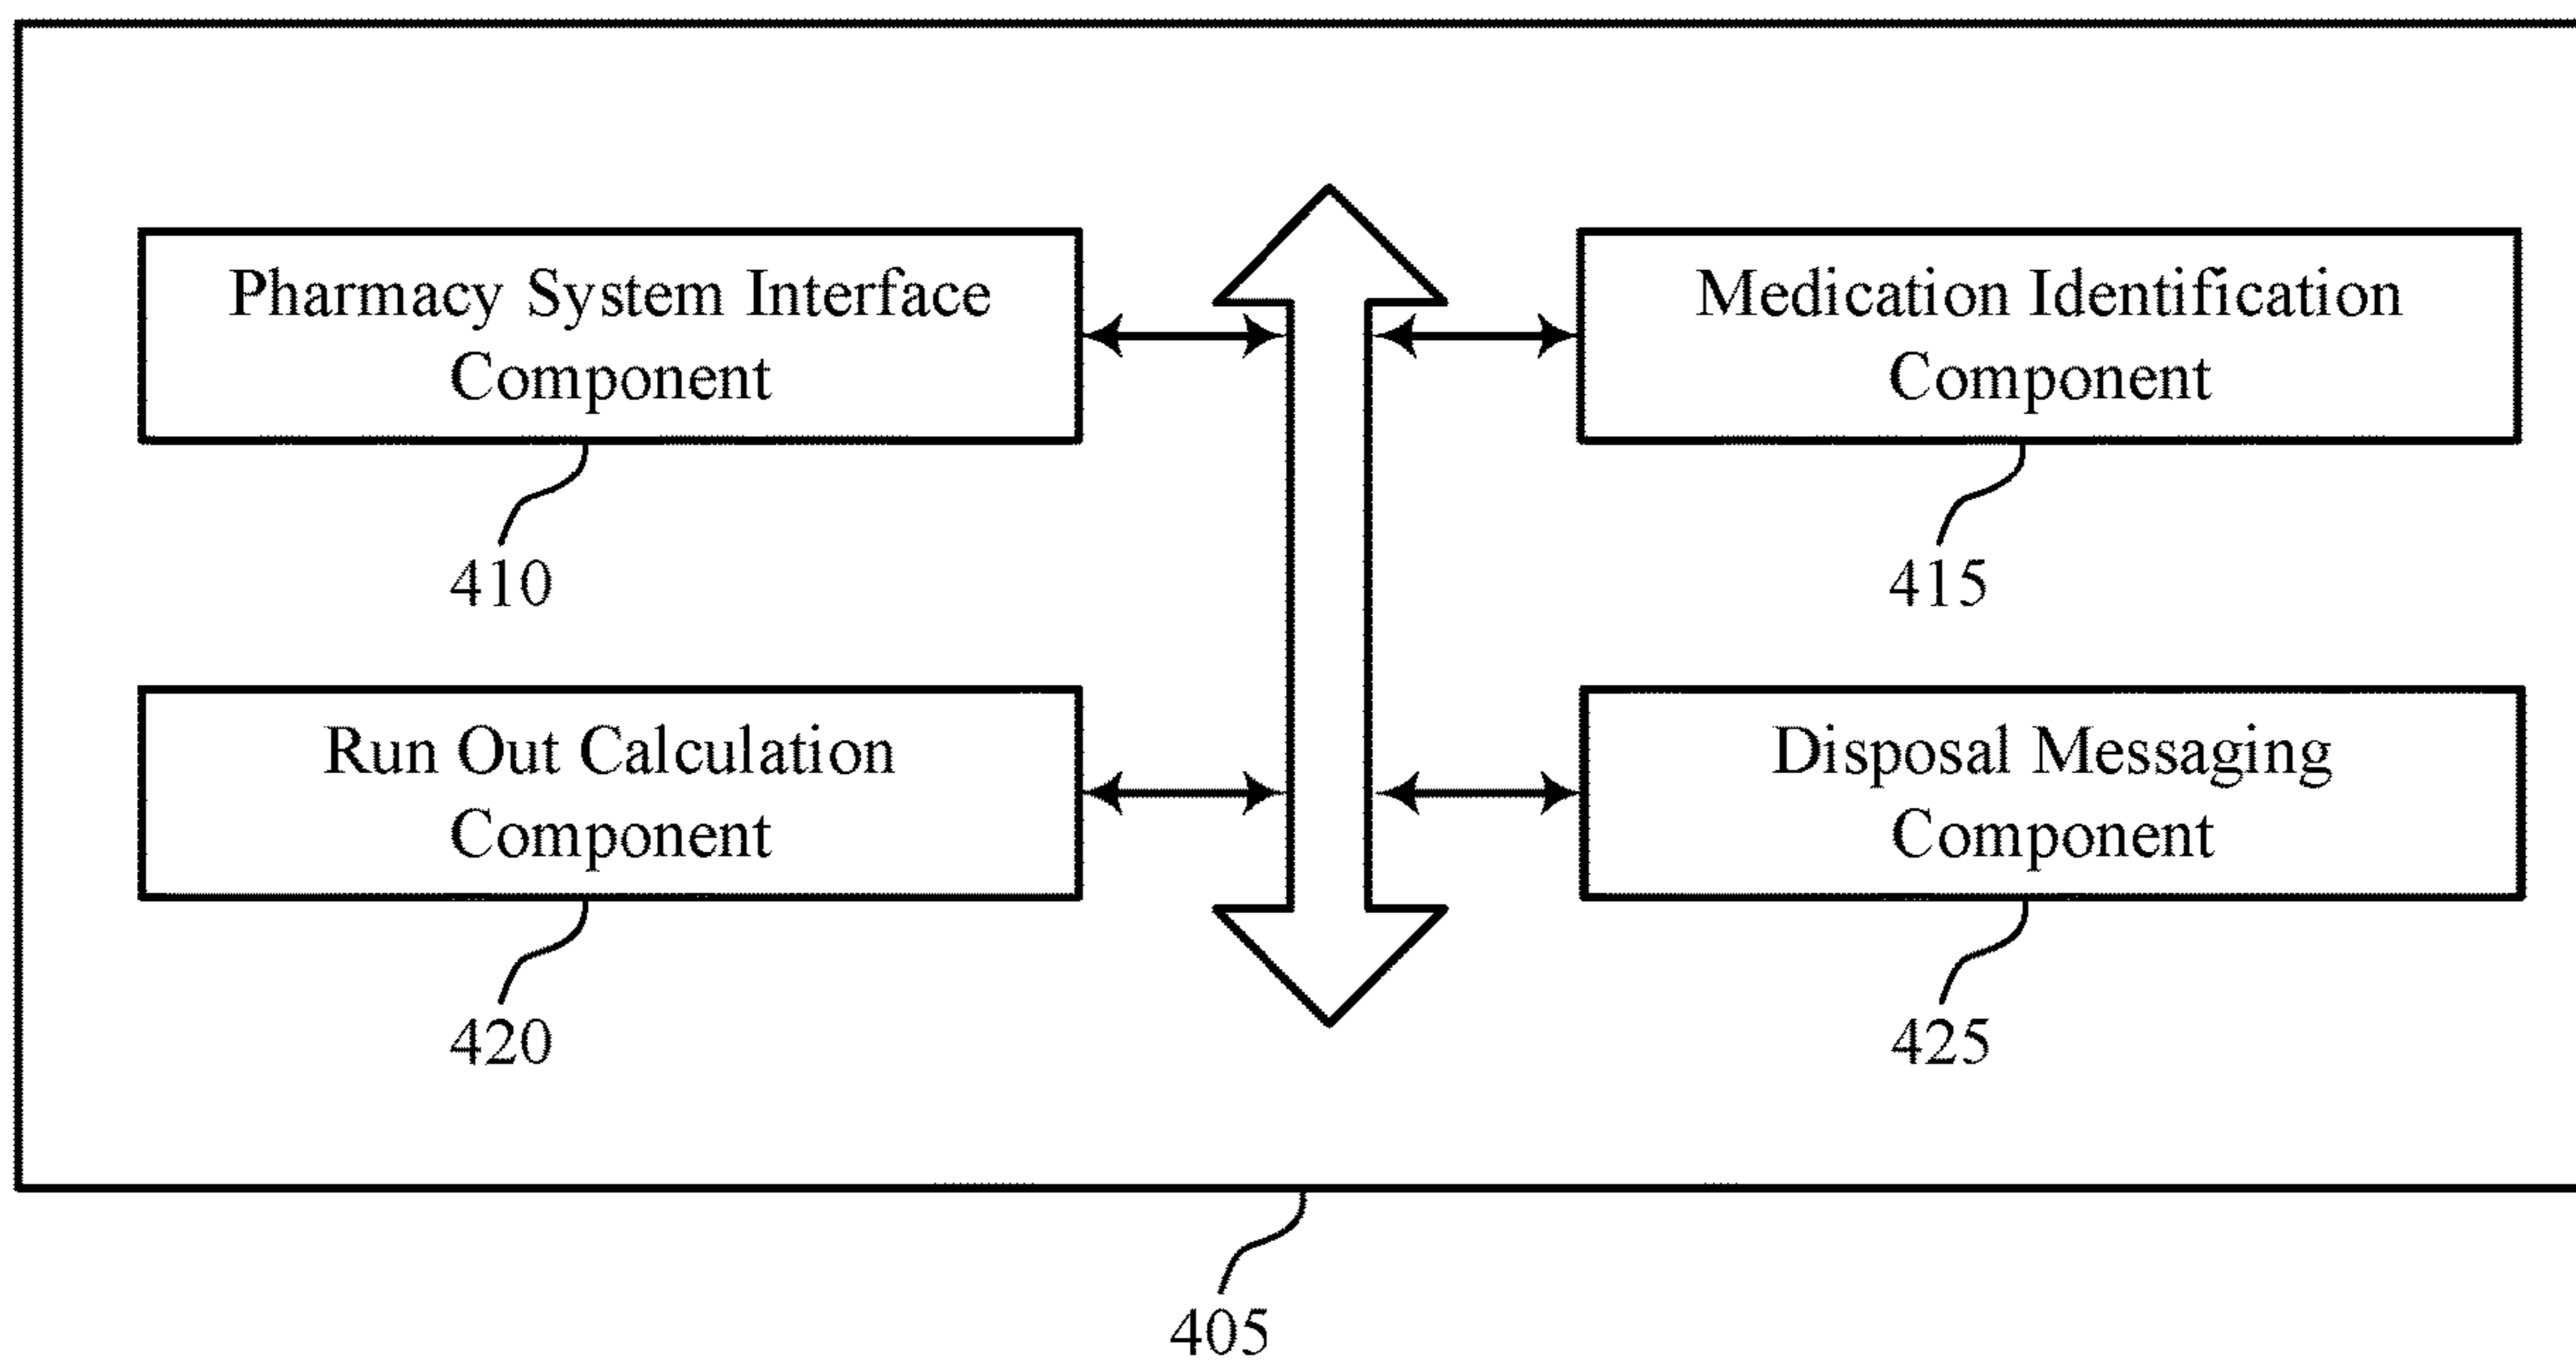 Pharmacy System Interface
Component
410
Medication Identification
Component
415
Run Out Calculation
Component
420
Disposal Messaging
Component
425
405